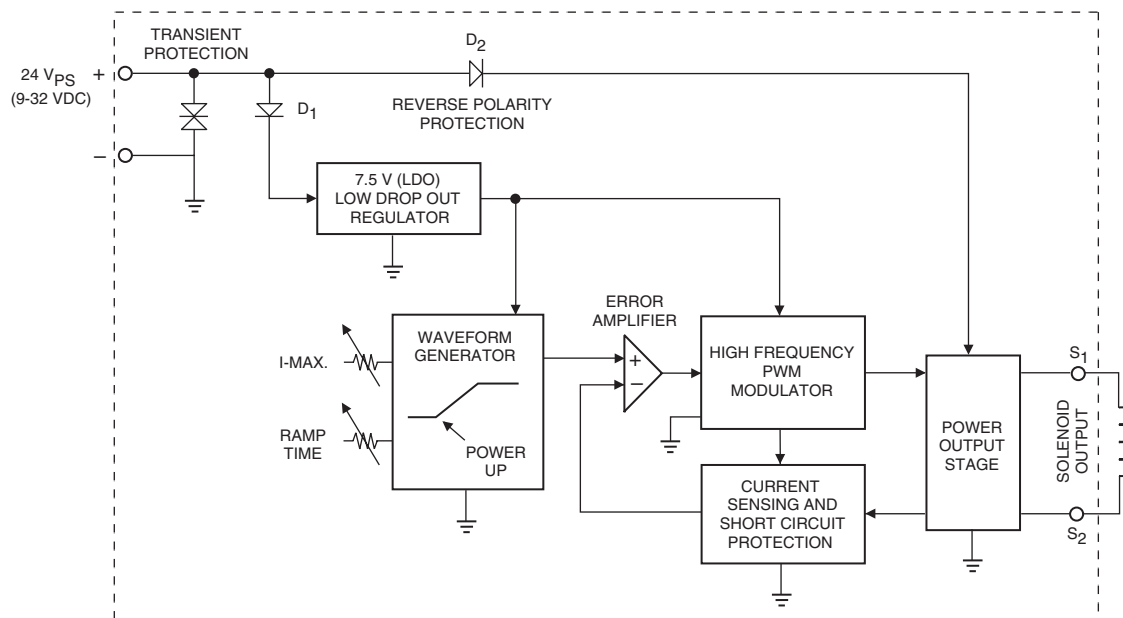 TRANSIENT
PROTECTION
D2
24 VPS
(9-32 VDC)
+
–
D1
REVERSE POLARITY
PROTECTION
7.5 V (LDO)
LOW DROP OUT
REGULATOR
ERROR
AMPLIFIER
I-MAX.
RAMP
TIME
WAVEFORM
GENERATOR
POWER
UP
+
–
HIGH FREQUENCY
PWM
MODULATOR
CURRENT
SENSING AND
SHORT CIRCUIT
PROTECTION
POWER
OUTPUT
STAGE
S1
SOLENOID
OUTPUT
S2